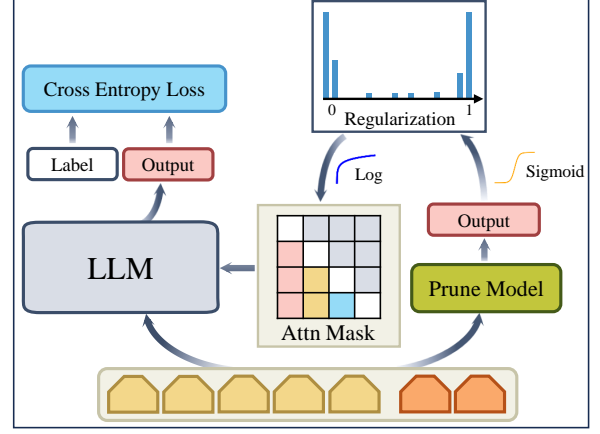 Cross Entropy Loss
Label
Output
LLM
0
1
Regularization
Log
Sigmoid
Attn Mask
Output
Prune Model